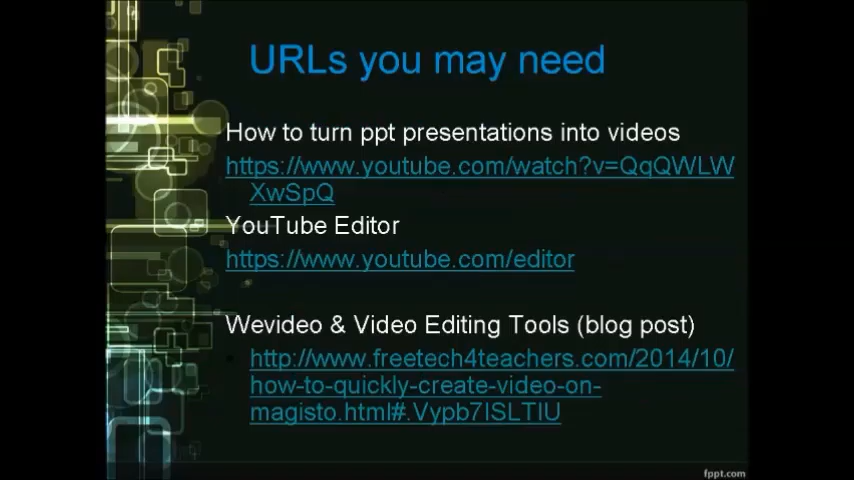 URLs you may need
How to turn ppt presentations into videos
https://www.youtube.com/watch?v=QqQWLW
XwSpQ
YouTube Editor
https://www.youtube.com/editor
Wevideo & Video Editing Tools (blog post)
http://www.freetech4teachers.com/2014/10/
how-to-quickly-create-video-on-
magisto.html#.Vypb7ISLTIU
fppt.com